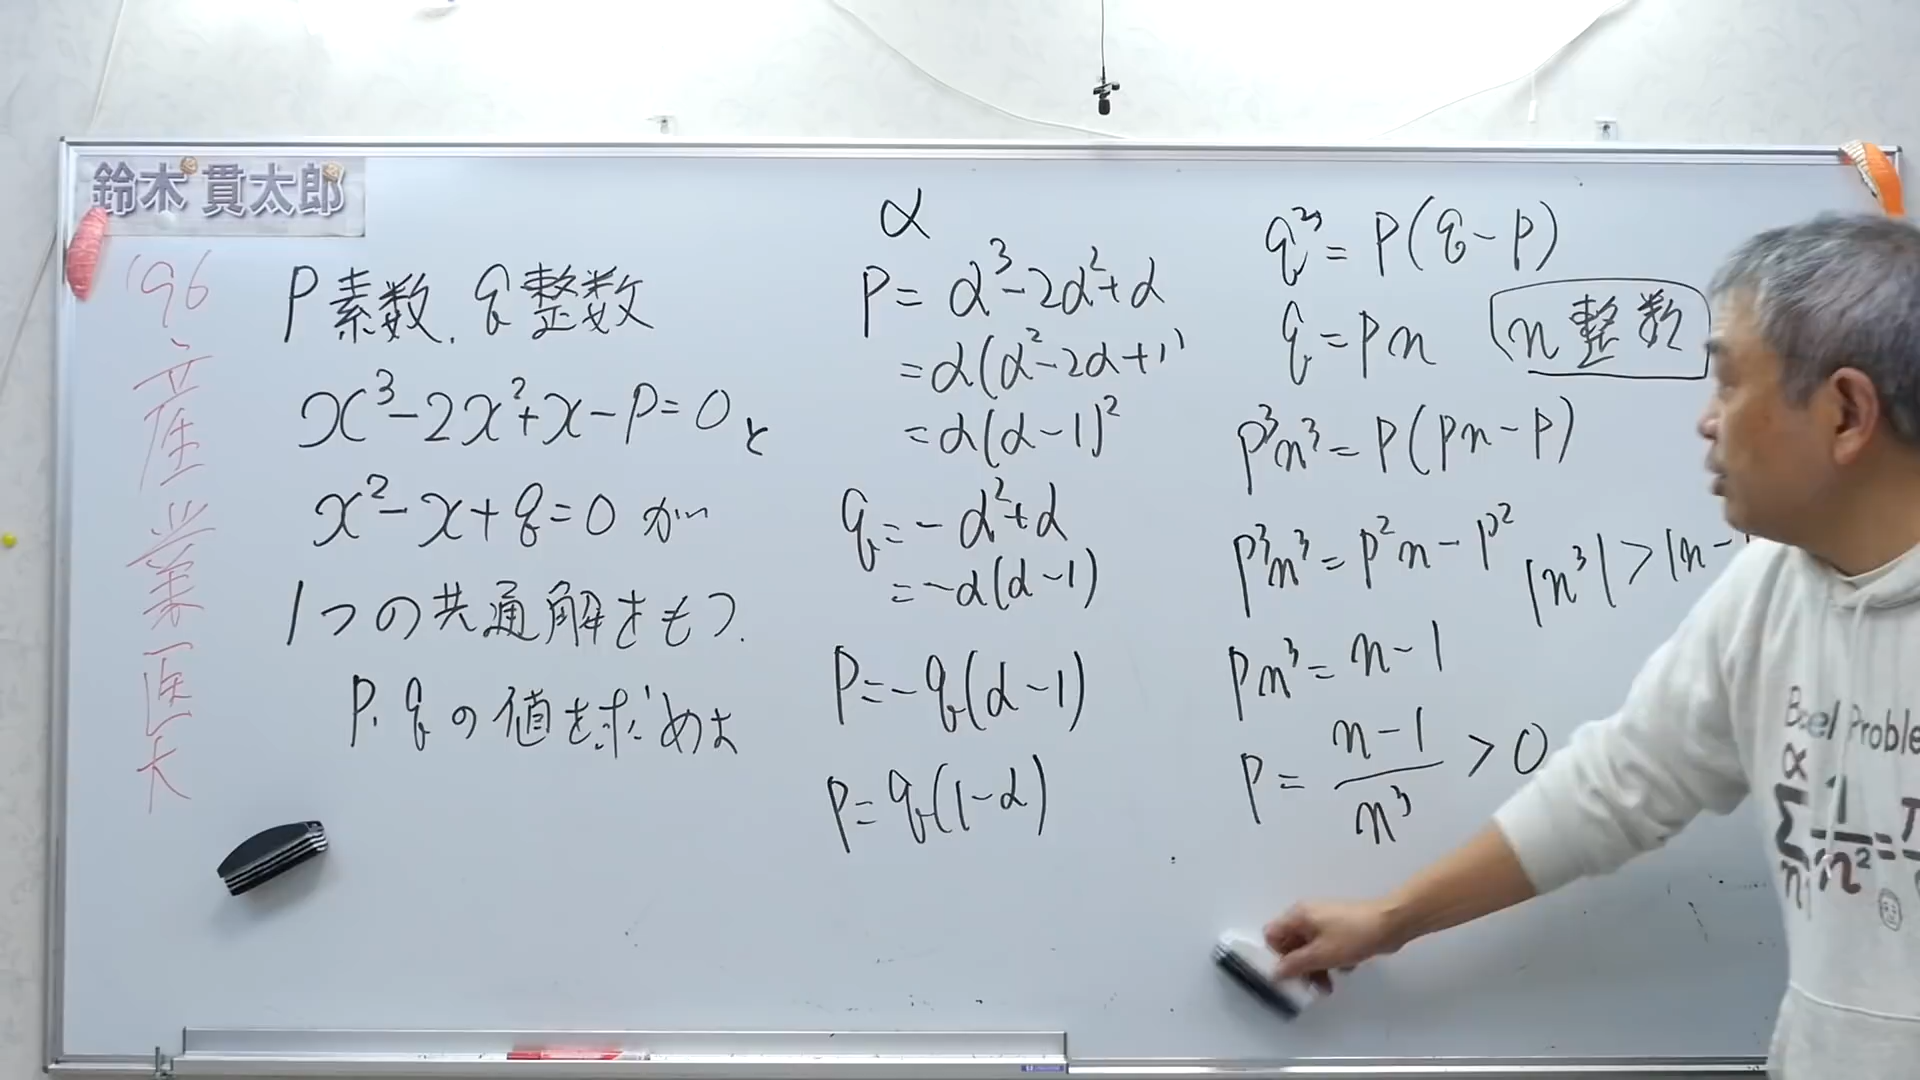 鈴木 貫太郎
'96
産業医大
P素数、q整数
x³-2x²+x-P=0と
x²-x+q=0が
1つの共通解をもつ.
P, qの値を求めよ
α
P=α³-2α²+α
=α(α²-2α+1)
=α(α-1)²
q=-α²+α
=-α(α-1)
P=-q(α-1)
P=q(1-α)
q³=P(q-P)
q=Pn n整数
P³n³=P(Pn-P)
P³n³=P²n-P² |n³|>|n-
Pn³=n-1
P=\frac{n-1}{n³}>0
Problem